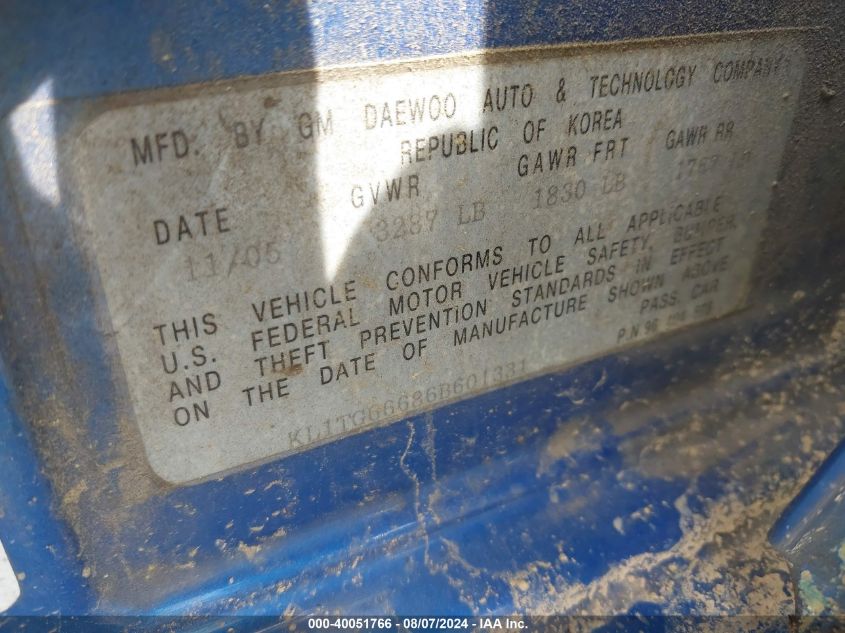 MFD. BY GM DAEWOO AUTO & TECHNOLOGY COMPANY
REPUBLIC OF KOREA
DATE GVWR GAWR FRT GAWR RR
11/05 3287 LB 1830 LB
THIS VEHICLE CONFORMS TO ALL APPLICABLE
U.S. FEDERAL MOTOR VEHICLE SAFETY, BUMPER,
AND THEFT PREVENTION STANDARDS IN EFFECT
ON THE DATE OF MANUFACTURE SHOWN ABOVE
PASS CAR
KL1TG66686B601331
P/N 96
000-40051766 - 08/07/2024 - IAA Inc.